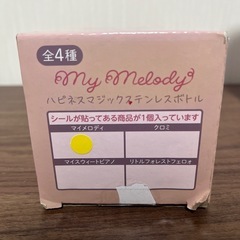 全4種
My Melody
ハピネスマジックステンレスボトル
シールが貼ってある商品が1個入っています
マイメロディ
クロミ
マイスウィートピアノ
リトルフォレストフェロォ